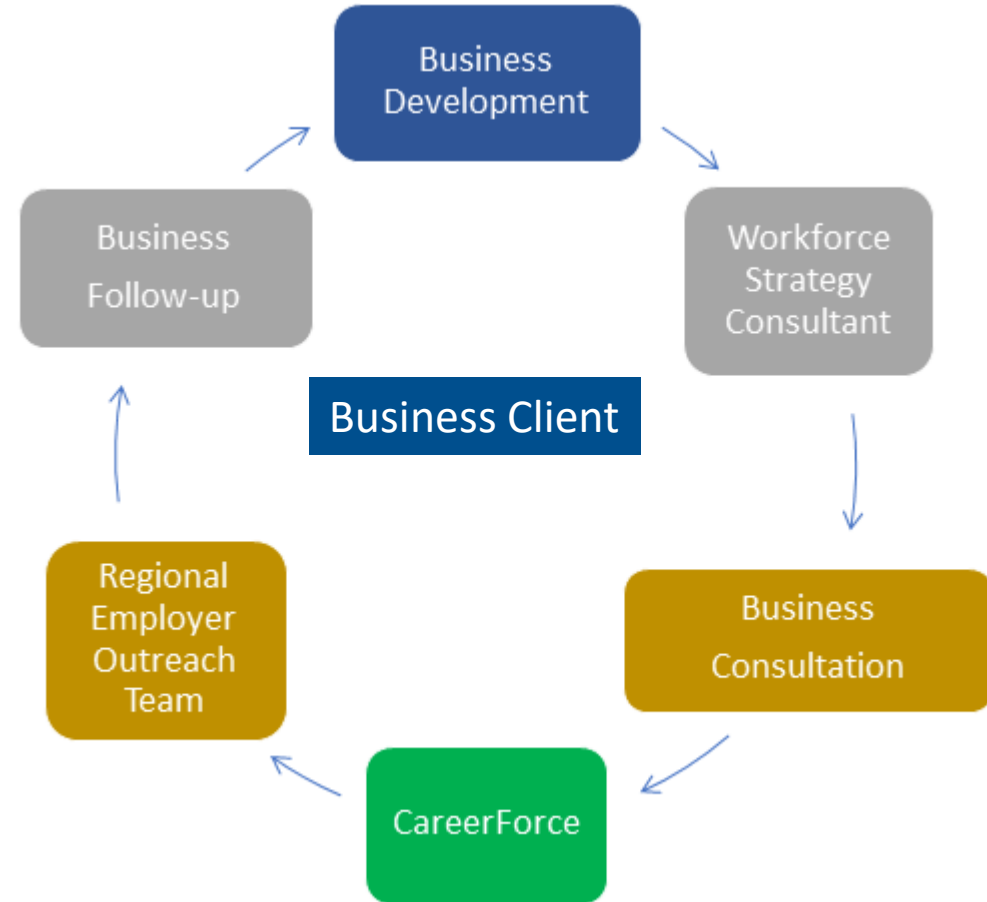 Business
Development
Workforce
Strategy
Consultant
Business
Consultation
CareerForce
Regional
Employer
Outreach
Team
Business
Follow-up
Business Client